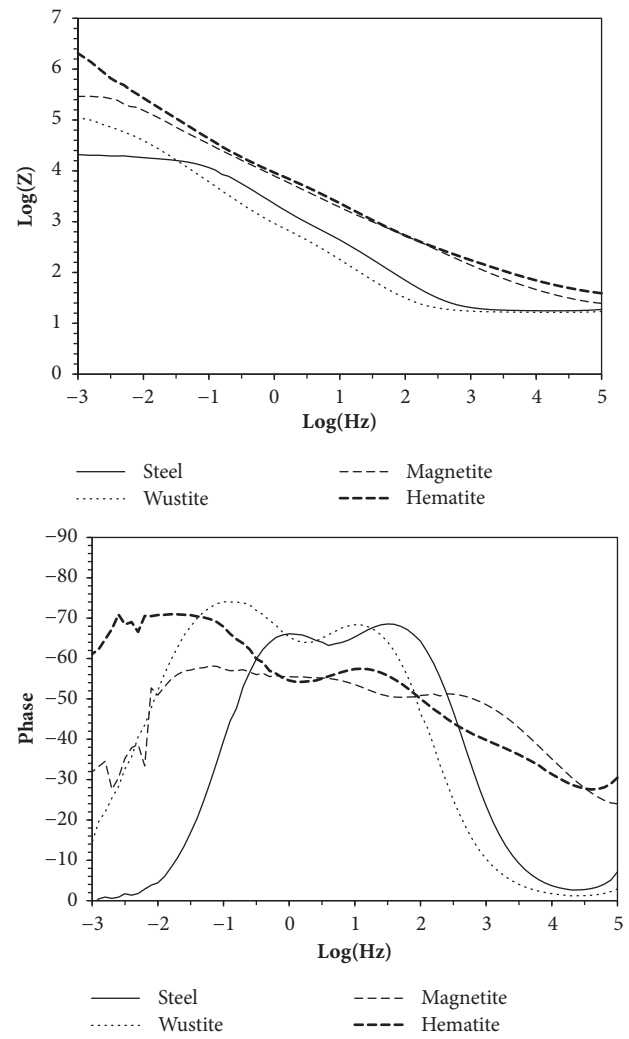 7
6
5
4
3
2
1
0
Log(Z)
−3 −2 −1 0 1 2 3 4 5
Log(Hz)
Steel Magnetite
Wustite Hematite
−90
−80
−70
−60
−50
−40
−30
−20
−10
0
Phase
−3 −2 −1 0 1 2 3 4 5
Log(Hz)
Steel Magnetite
Wustite Hematite